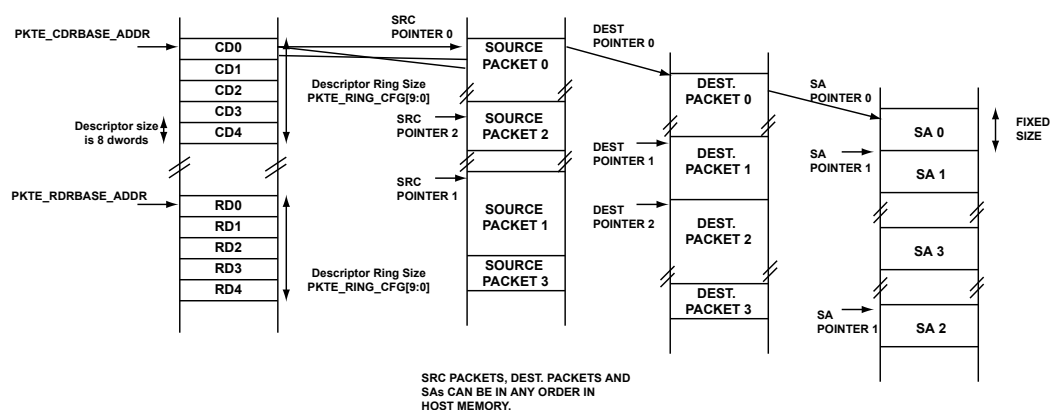 PKTE_CDRBASE_ADDR
CD0
CD1
CD2
CD3
CD4
Descriptor size
is 8 dwords
Descriptor Ring Size
PKTE_RING_CFG[9:0]
PKTE_RDRBASE_ADDR
RD0
RD1
RD2
RD3
RD4
Descriptor Ring Size
PKTE_RING_CFG[9:0]
SRC
POINTER 0
SOURCE
PACKET 0
SRC
POINTER 2
SOURCE
PACKET 2
SRC
POINTER 1
SOURCE
PACKET 1
SOURCE
PACKET 3
DEST
POINTER 0
DEST.
PACKET 0
DEST
POINTER 1
DEST.
PACKET 1
DEST
POINTER 2
DEST.
PACKET 2
DEST.
PACKET 3
SA
POINTER 0
SA 0
FIXED
SIZE
SA
POINTER 1
SA 1
SA 3
SA
POINTER 1
SA 2
SRC PACKETS, DEST. PACKETS AND
SAs CAN BE IN ANY ORDER IN
HOST MEMORY.